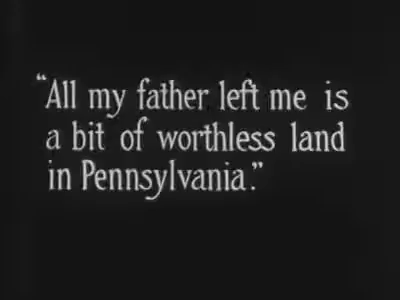 “All my father left me is
a bit of worthless land
in Pennsylvania.”